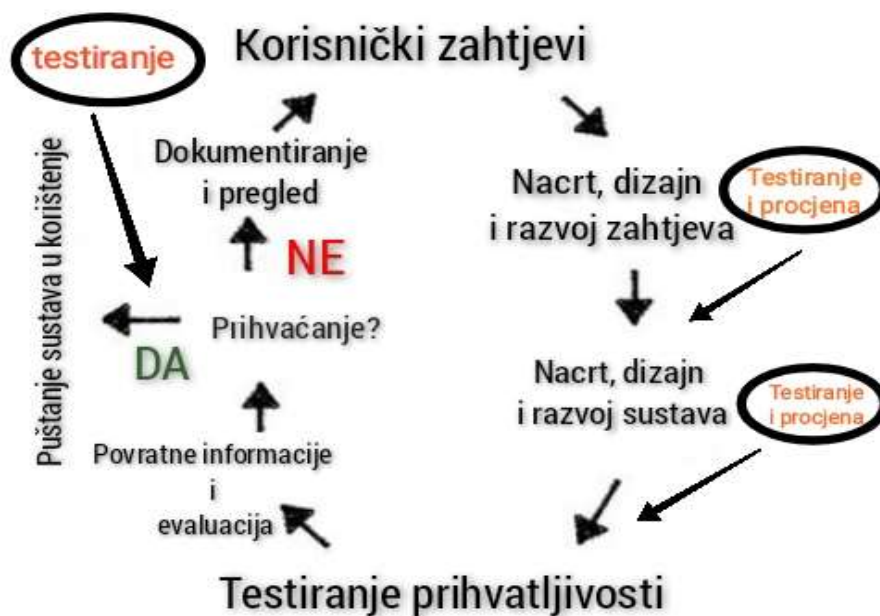 testiranje
Korisnički zahtjevi
Dokumentiranje
i pregled
Nacrt, dizajn
i razvoj zahtjeva
Testiranje
i procjena
NE
Puštanje sustava u korištenje
Prihvaćanje?
DA
Nacrt, dizajn
i razvoj sustava
Testiranje
i procjena
Povratne informacije
i
evaluacija
Testiranje prihvatljivosti